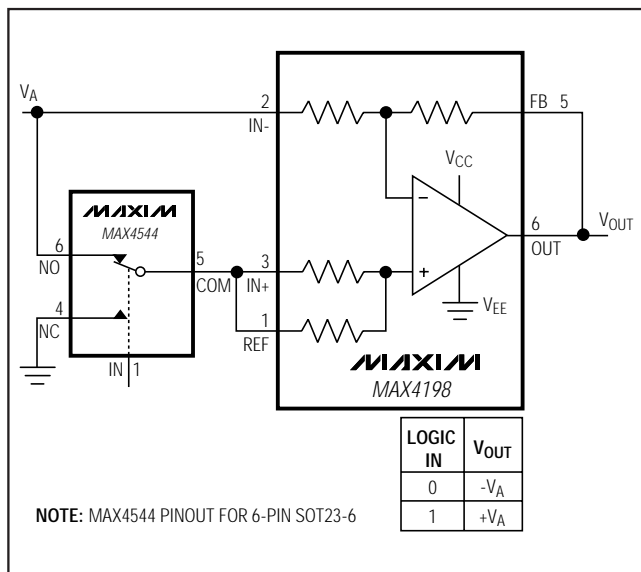 VA
2
IN-
FB 5
VCC
MAXIM
MAX4544
6
NO
5
COM
3
IN+
−
+
6
OUT
VOUT
4
NC
1
REF
VEE
IN 1
MAXIM
MAX4198
LOGIC IN VOUT
0 -VA
1 +VA
NOTE: MAX4544 PINOUT FOR 6-PIN SOT23-6